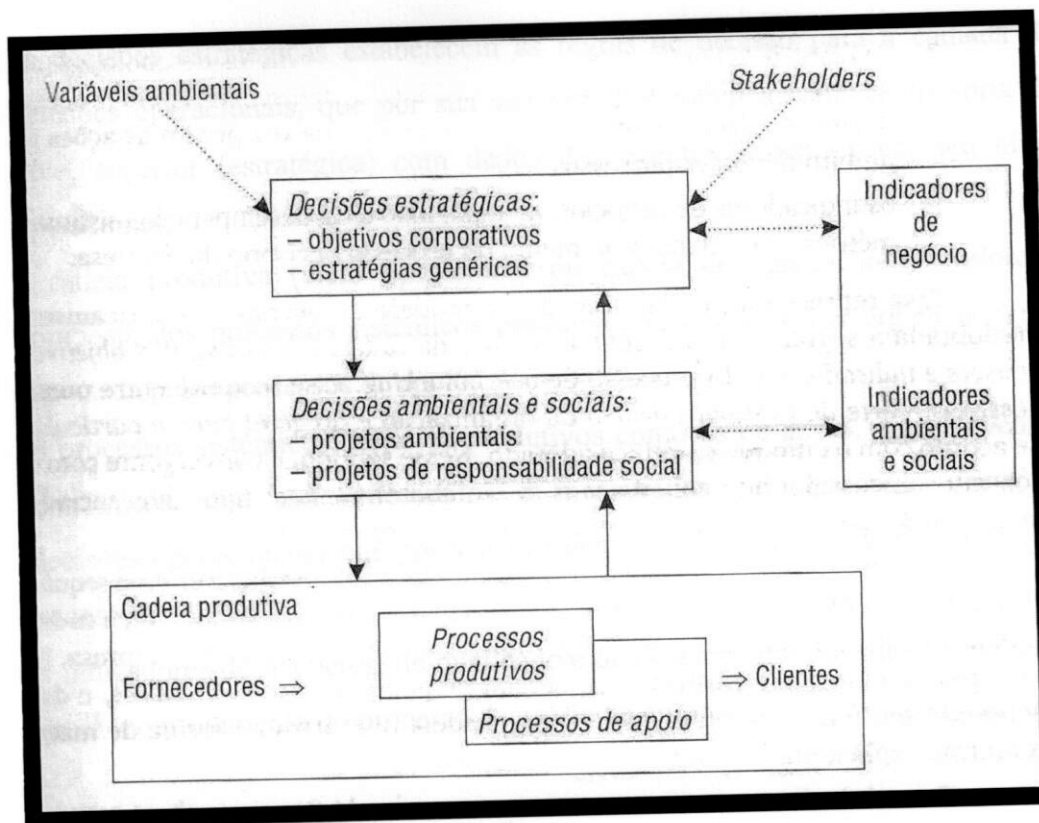 Variáveis ambientais
Stakeholders
Decisões estratégicas:
– objetivos corporativos
– estratégias genéricas
Indicadores
de
negócio
Decisões ambientais e sociais:
– projetos ambientais
– projetos de responsabilidade social
Indicadores
ambientais
e sociais
Cadeia produtiva
Processos
produtivos
Fornecedores ⇒
⇒ Clientes
Processos de apoio